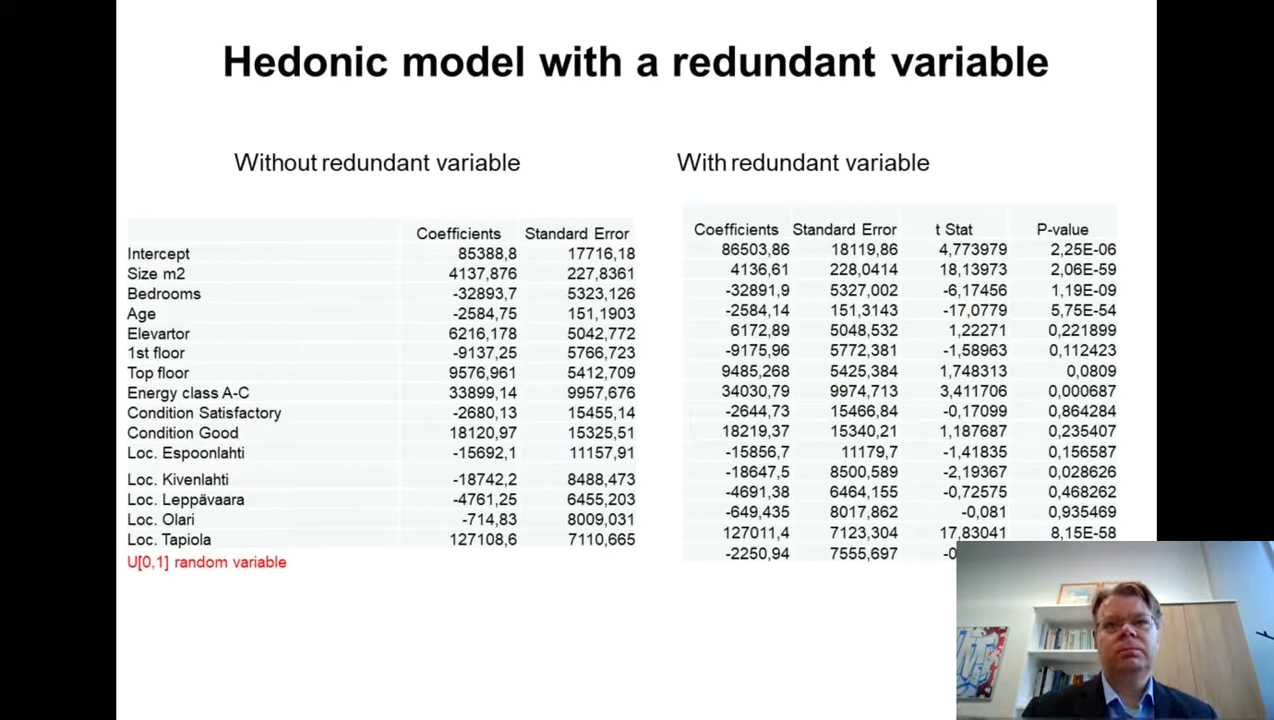 Hedonic model with a redundant variable
Without redundant variable
With redundant variable
Coefficients Standard Error
Intercept 85388,8 17716,18
Size m2 4137,876 227,8361
Bedrooms -32893,7 5323,126
Age -2584,75 151,1903
Elevartor 6216,178 5042,772
1st floor -9137,25 5766,723
Top floor 9576,961 5412,709
Energy class A-C 33899,14 9957,676
Condition Satisfactory -2680,13 15455,14
Condition Good 18120,97 15325,51
Loc. Espoonlahti -15692,1 11157,91
Loc. Kivenlahti -18742,2 8488,473
Loc. Leppävaara -4761,25 6455,203
Loc. Olari -714,83 8009,031
Loc. Tapiola 127108,6 7110,665
U[0,1] random variable
Coefficients Standard Error t Stat P-value
86503,86 18119,86 4,773979 2,25E-06
4136,61 228,0414 18,13973 2,06E-59
-32891,9 5327,002 -6,17456 1,19E-09
-2584,14 151,3143 -17,0779 5,75E-54
6172,89 5048,532 1,22271 0,221899
-9175,96 5772,381 -1,58963 0,112423
9485,268 5425,384 1,748313 0,0809
34030,79 9974,713 3,411706 0,000687
-2644,73 15466,84 -0,17099 0,864284
18219,37 15340,21 1,187687 0,235407
-15856,7 11179,7 -1,41835 0,156587
-18647,5 8500,589 -2,19367 0,028626
-4691,38 6464,155 -0,72575 0,468262
-649,435 8017,862 -0,081 0,935469
127011,4 7123,304 17,83041 8,15E-58
-2250,94 7555,697